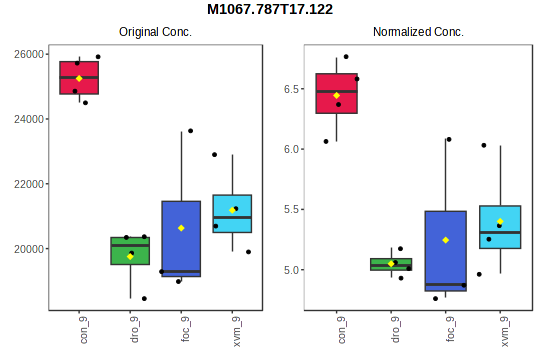 M1067.787T17.122
Original Conc.
Normalized Conc.
26000
24000
22000
20000
6.5
6.0
5.5
5.0
con_9
dro_9
foc_9
xvm_9
con_9
dro_9
foc_9
xvm_9